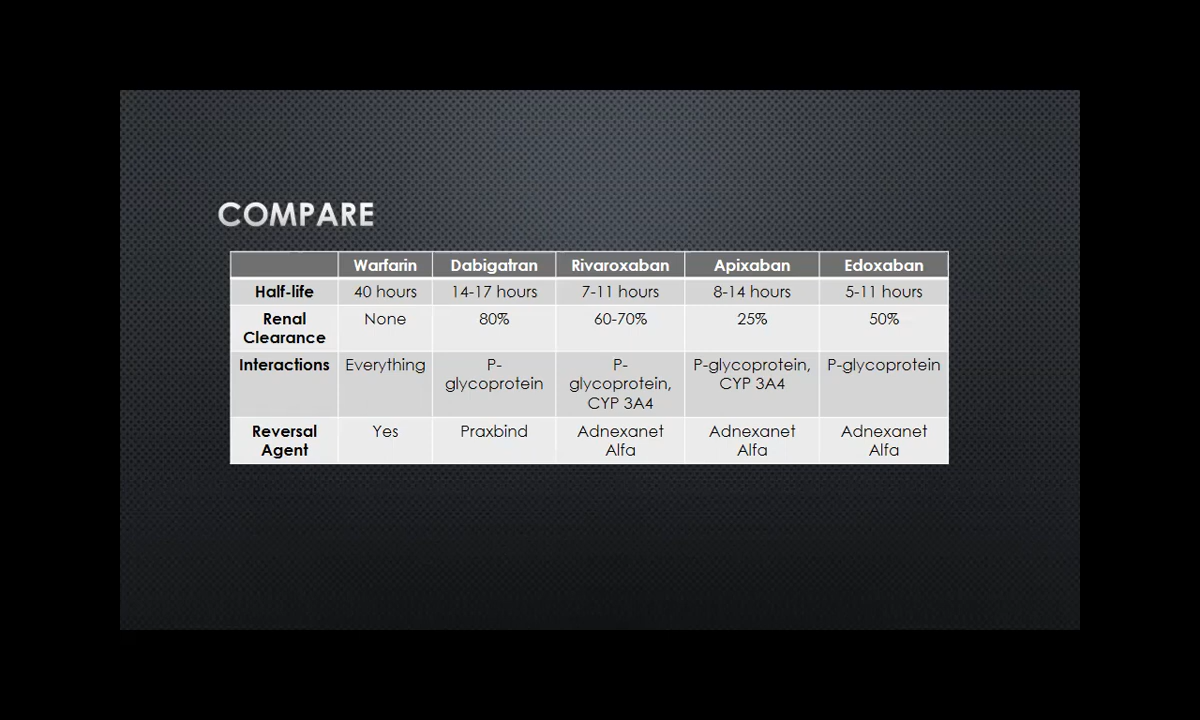 COMPARE
Warfarin Dabigatran Rivaroxaban Apixaban Edoxaban
Half-life 40 hours 14-17 hours 7-11 hours 8-14 hours 5-11 hours
Renal Clearance None 80% 60-70% 25% 50%
Interactions Everything P-glycoprotein P-glycoprotein, CYP 3A4 P-glycoprotein, CYP 3A4 P-glycoprotein
Reversal Agent Yes Praxbind Adnexanet Alfa Adnexanet Alfa Adnexanet Alfa